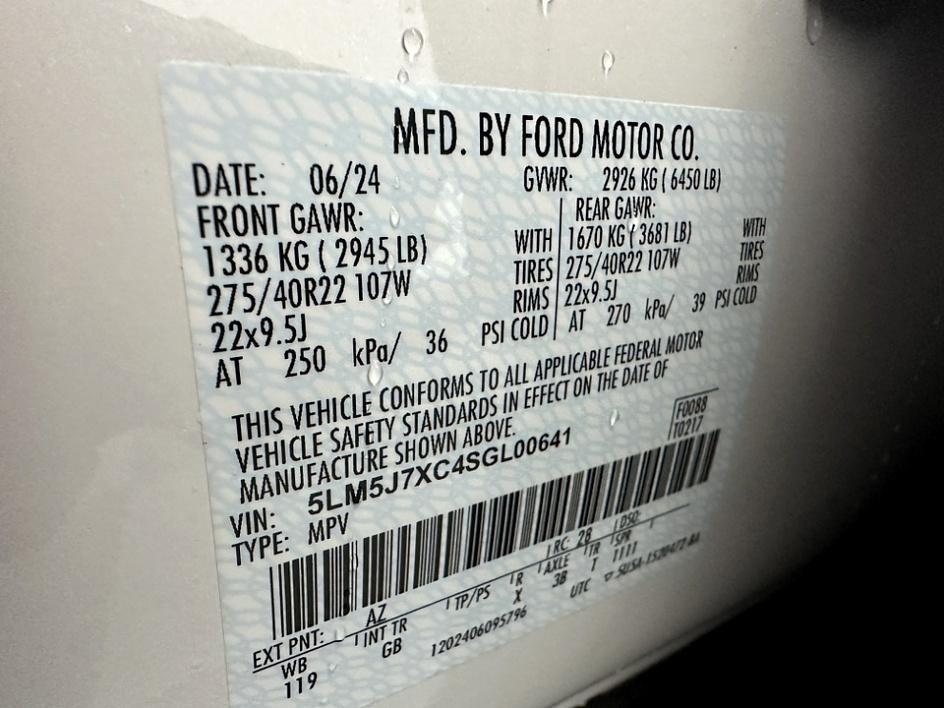 MFD. BY FORD MOTOR CO.
DATE: 06/24 GVWR: 2926 KG ( 6450 LB)
FRONT GAWR: REAR GAWR:
1336 KG ( 2945 LB) WITH 1670 KG ( 3681 LB) WITH
275/40R22 107W TIRES 275/40R22 107W TIRES
22x9.5J RIMS 22x9.5J RIMS
AT 250 kPa/ 36 PSI COLD AT 270 kPa/ 39 PSI COLD
THIS VEHICLE CONFORMS TO ALL APPLICABLE FEDERAL MOTOR
VEHICLE SAFETY STANDARDS IN EFFECT ON THE DATE OF
MANUFACTURE SHOWN ABOVE.
F0088
T0217
VIN: 5LM5J7XC4SGL00641
TYPE: MPV
EXT PNT: AZ RC: 28 DSO:
WB INT TR TP/PS R AXLE TR SPR
119 GB X 3B T 1111
1202406095796 UTC